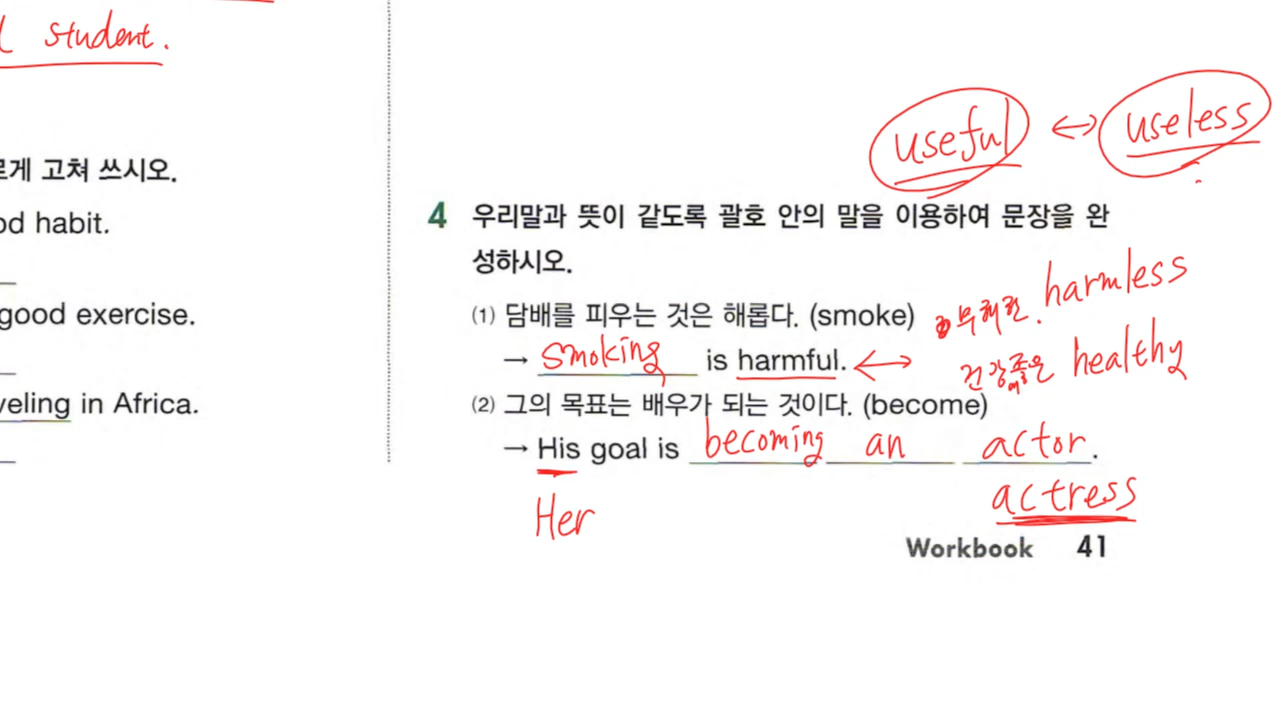 l student.
르게 고쳐 쓰시오.
od habit.
good exercise.
veling in Africa.
useful ↔ useless
4 우리말과 뜻이 같도록 괄호 안의 말을 이용하여 문장을 완
성하시오.
(1) 담배를 피우는 것은 해롭다. (smoke) 무해한. harmless
→ smoking is harmful. ↔ healthy
(2) 그의 목표는 배우가 되는 것이다. (become)
→ His goal is becoming an actor.
Her actress
Workbook 41